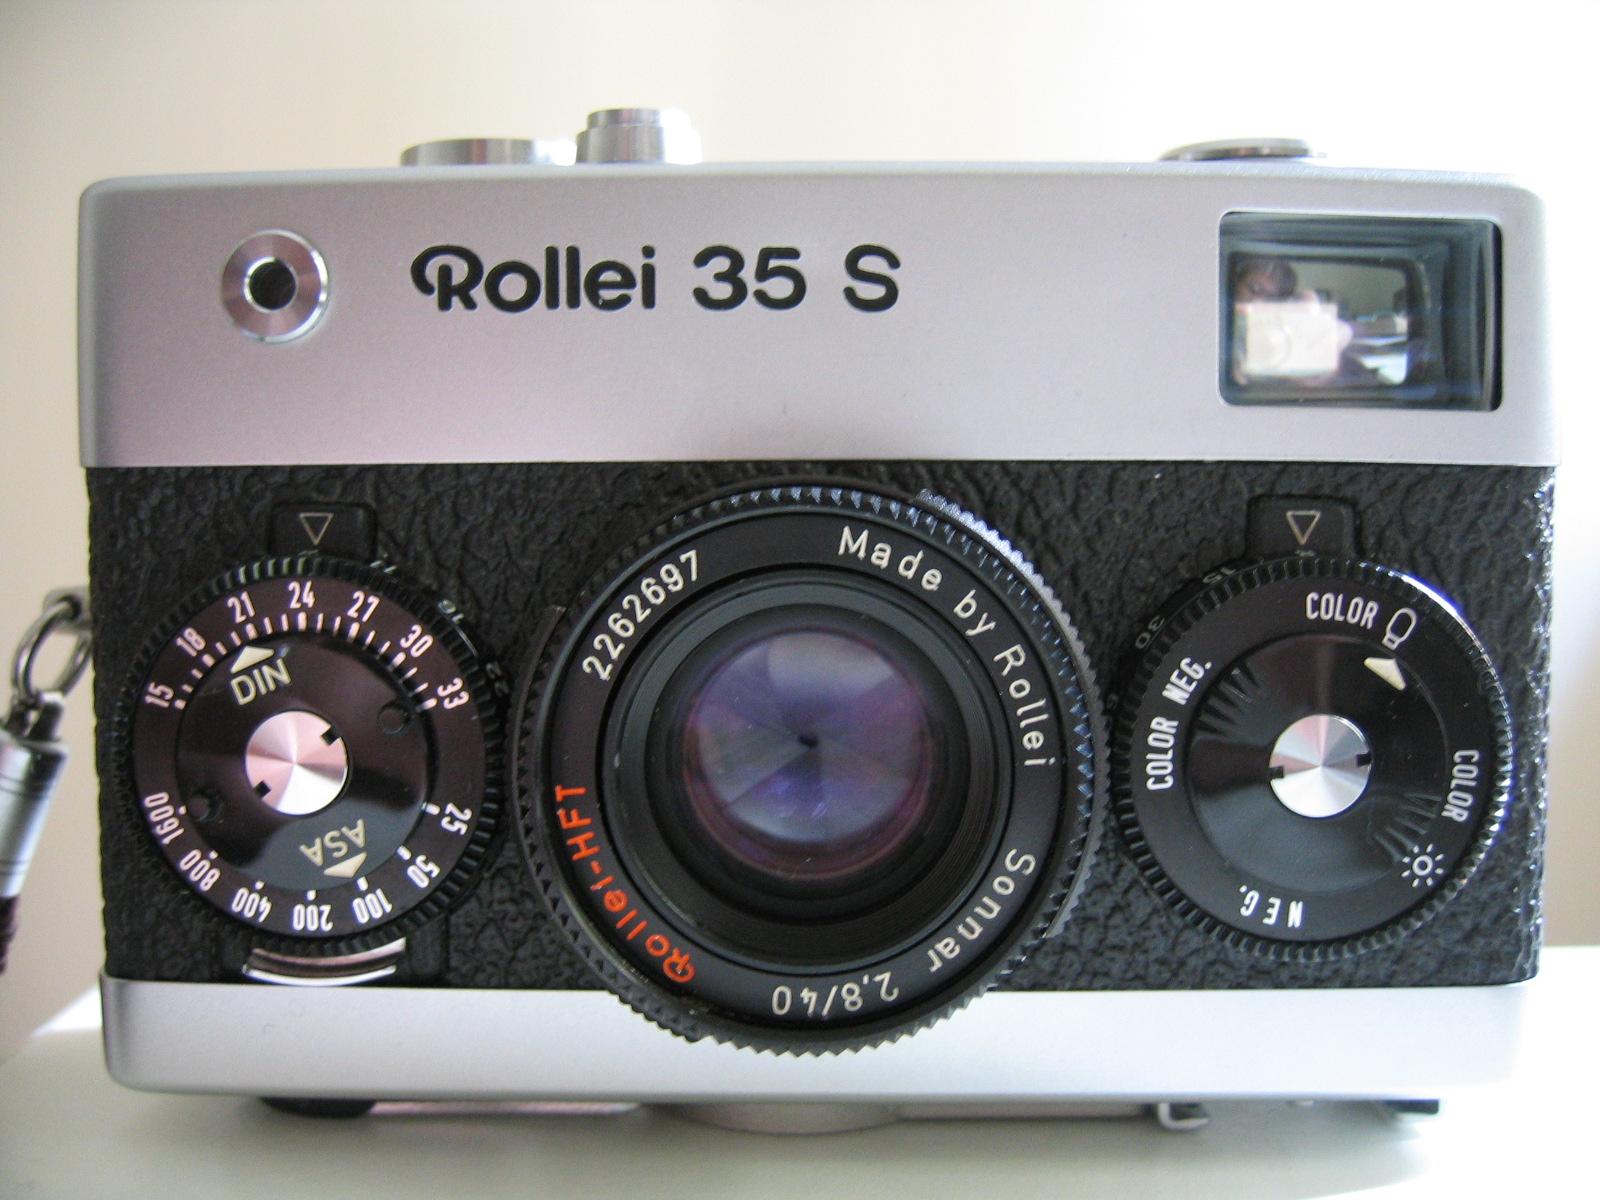 Rollei 35 S
15 18 21 24 27 30 33
DIN
ASA
25 50 100 200 400 800 1600
2262697
Made by Rollei
Sonnar 2,8/40
Rollei-HFT
COLOR
COLOR NEG.
COLOR
NEG.